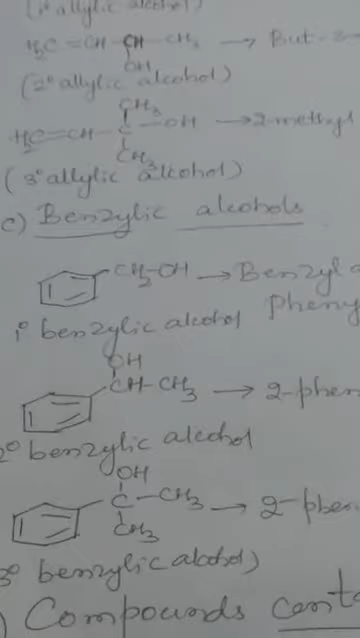 (1° allylic alcohol)
H₂C=CH-CH-CH₃ → But-3-
OH
(2° allylic alcohol)
CH₃
H₂C=CH-C-OH → 2-methyl
CH₃
(3° allylic alcohol)
c) Benzylic alcohols
CH₂-OH → Benzyl
Pheny
1° benzylic alcohol
OH
CH-CH₃ → 2-phen
2° benzylic alcohol
OH
C-CH₃ → 2-phen
CH₃
3° benzylic alcohol)
) Compounds conta